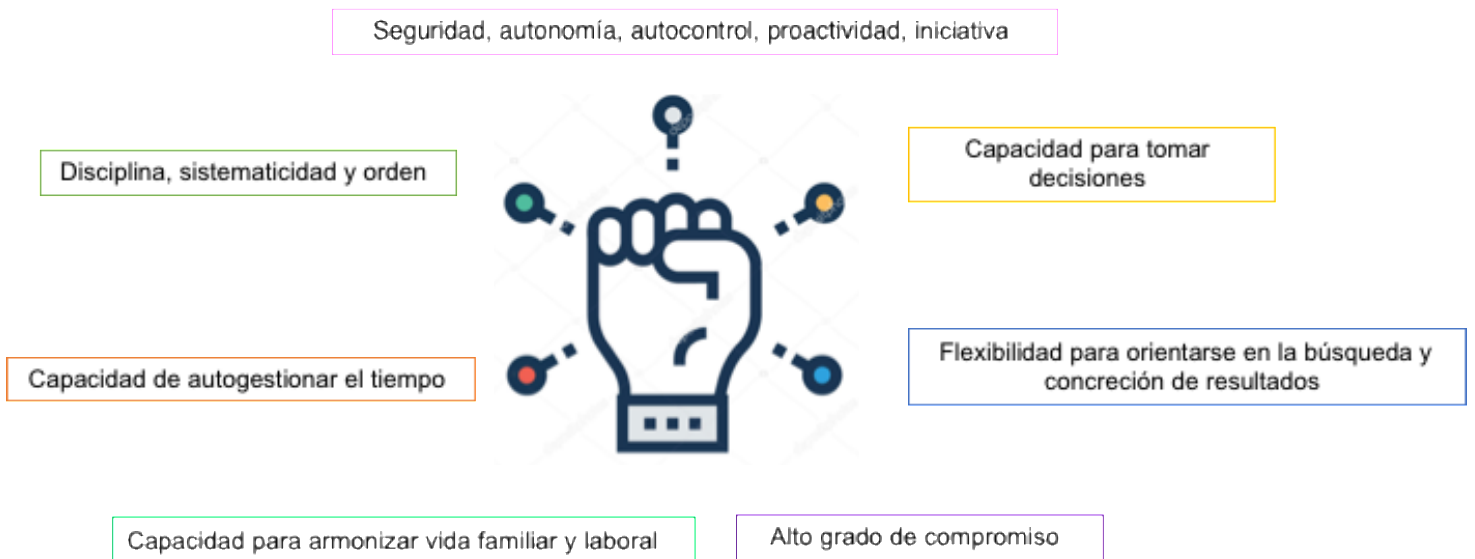 Seguridad, autonomía, autocontrol, proactividad, iniciativa
Disciplina, sistematicidad y orden
Capacidad para tomar
decisiones
Capacidad de autogestionar el tiempo
Flexibilidad para orientarse en la búsqueda y
concreción de resultados
Capacidad para armonizar vida familiar y laboral
Alto grado de compromiso